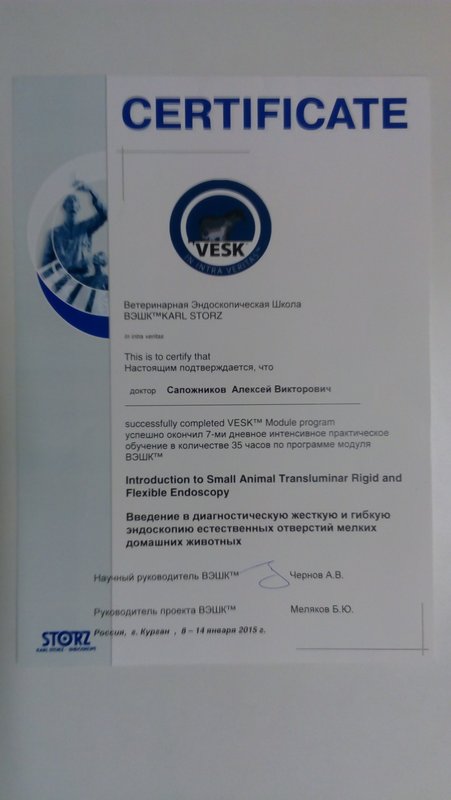 CERTIFICATE
VESK
IN INTRA VERITAS
Ветеринарная Эндоскопическая Школа
ВЭШК™KARL STORZ
In intra veritas
This is to certify that
Настоящим подтверждается, что
доктор Сапожников Алексей Викторович
successfully completed VESK™ Module program
успешно окончил 7-ми дневное интенсивное практическое
обучение в количестве 35 часов по программе модуля
ВЭШК™
Introduction to Small Animal Transluminar Rigid and
Flexible Endoscopy
Введение в диагностическую жесткую и гибкую
эндоскопию естественных отверстий мелких
домашних животных
Научный руководитель ВЭШК™ Чернов А.В.
Руководитель проекта ВЭШК™ Меляков Б.Ю.
Россия, г. Курган , 8 – 14 января 2015 г.
STORZ
KARL STORZ – ENDOSKOPE